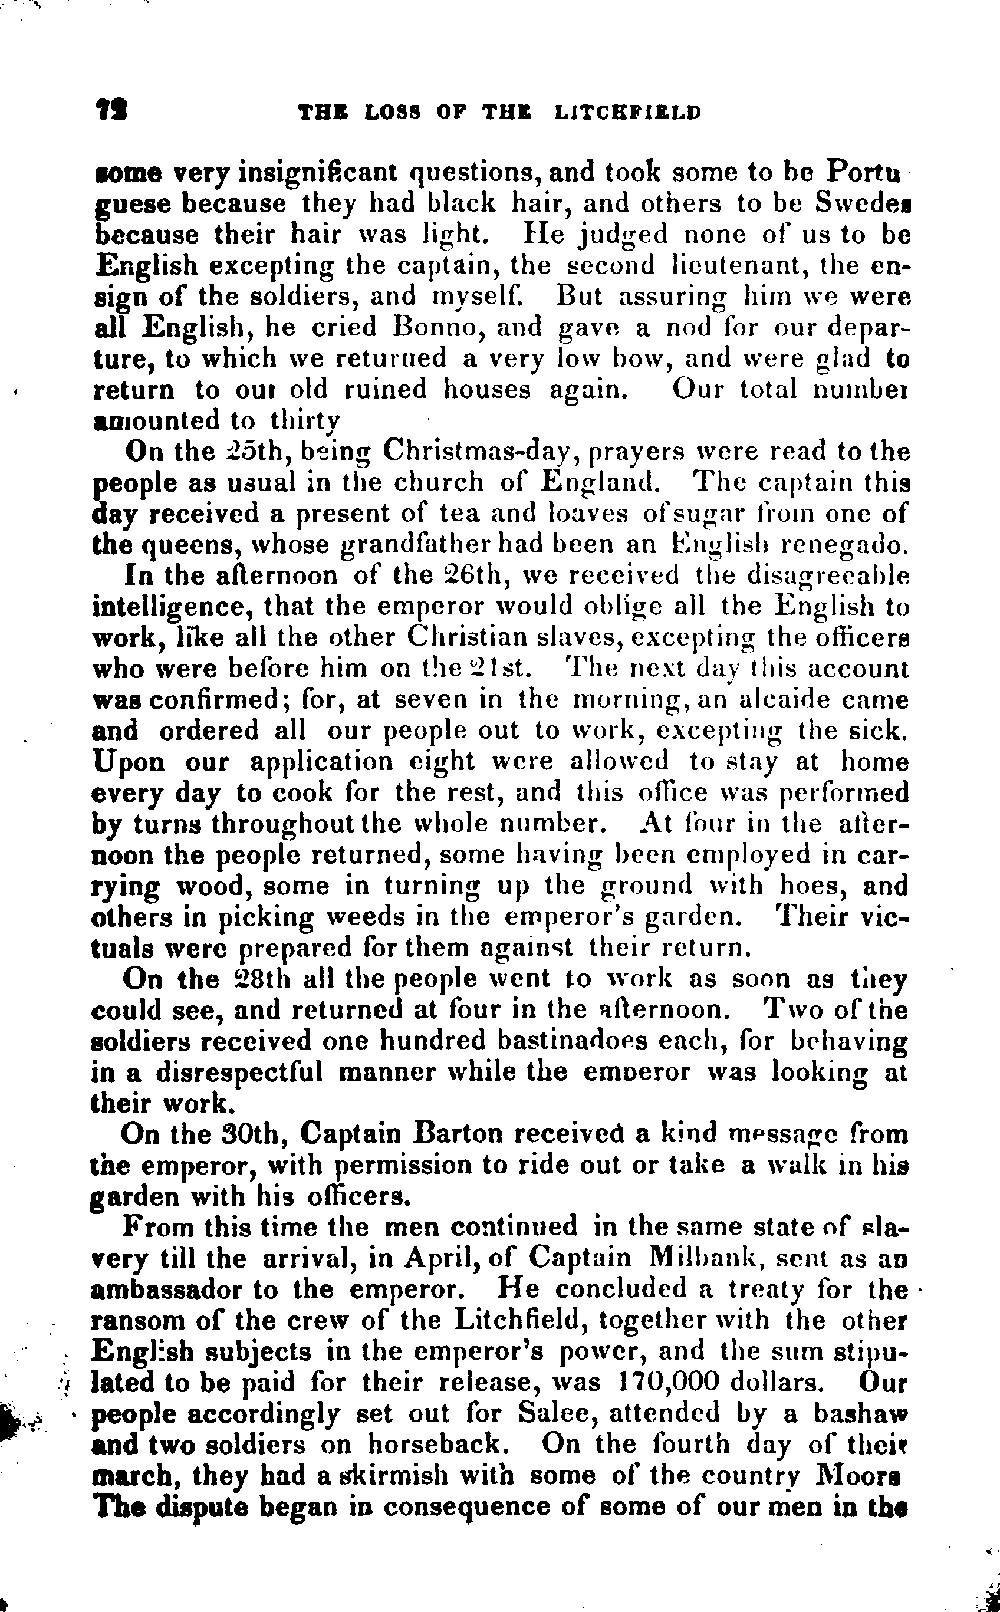 72 THE LOSS OF THE LITCHFIELD
some very insignificant questions, and took some to be Portu
guese because they had black hair, and others to be Swedes
because their hair was light. He judged none of us to be
English excepting the captain, the second lieutenant, the en-
sign of the soldiers, and myself. But assuring him we were
all English, he cried Bonno, and gave a nod for our depar-
ture, to which we returned a very low bow, and were glad to
return to our old ruined houses again. Our total number
amounted to thirty
On the 25th, being Christmas-day, prayers were read to the
people as usual in the church of England. The captain this
day received a present of tea and loaves of sugar from one of
the queens, whose grandfather had been an English renegado.
In the afternoon of the 26th, we received the disagreeable
intelligence, that the emperor would oblige all the English to
work, like all the other Christian slaves, excepting the officers
who were before him on the 21st. The next day this account
was confirmed; for, at seven in the morning, an alcaide came
and ordered all our people out to work, excepting the sick.
Upon our application eight were allowed to stay at home
every day to cook for the rest, and this office was performed
by turns throughout the whole number. At four in the after-
noon the people returned, some having been employed in car-
rying wood, some in turning up the ground with hoes, and
others in picking weeds in the emperor's garden. Their vic-
tuals were prepared for them against their return.
On the 28th all the people went to work as soon as they
could see, and returned at four in the afternoon. Two of the
soldiers received one hundred bastinadoes each, for behaving
in a disrespectful manner while the emperor was looking at
their work.
On the 30th, Captain Barton received a kind message from
the emperor, with permission to ride out or take a walk in his
garden with his officers.
From this time the men continued in the same state of sla-
very till the arrival, in April, of Captain Milbank, sent as an
ambassador to the emperor. He concluded a treaty for the
ransom of the crew of the Litchfield, together with the other
English subjects in the emperor's power, and the sum stipu-
lated to be paid for their release, was 170,000 dollars. Our
people accordingly set out for Salee, attended by a bashaw
and two soldiers on horseback. On the fourth day of their
march, they had a skirmish with some of the country Moors
The dispute began in consequence of some of our men in the